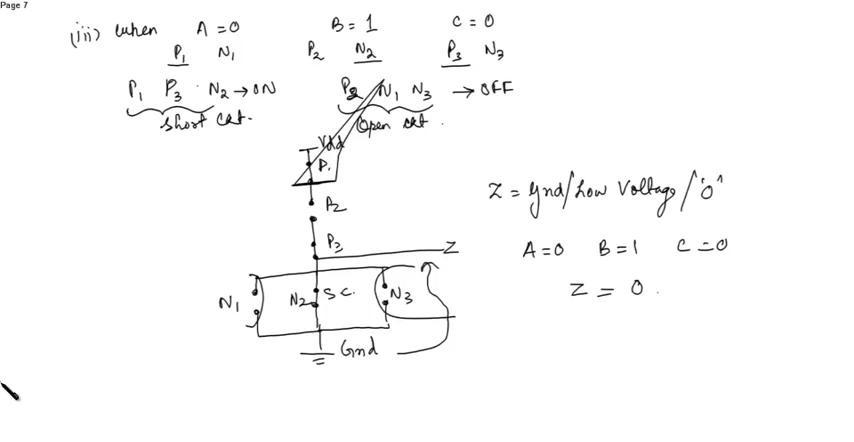 Page 7
(iii) when A = 0 B = 1 C = 0
P1 N1 P2 N2 P3 N3
P1 P3 N2 → ON P2 N1 N3 → OFF
short ckt. Open ckt.
Vdd
P1
Z = Gnd/Low Voltage/'0'
P2
P3 Z
A = 0 B = 1 C = 0
N1 N2 S.C. N3
Z = 0.
Gnd